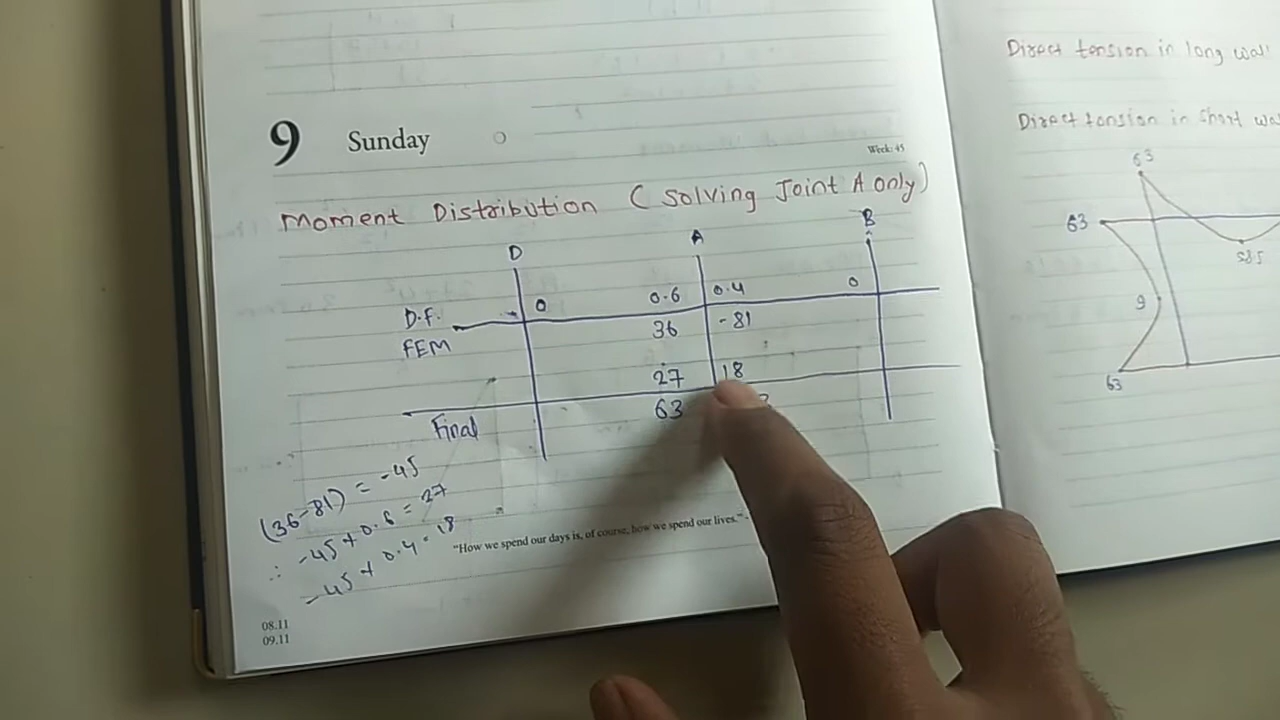 9 Sunday
Week: 45
Moment Distribution ( Solving Joint A only)
D A B
D.F. 0 0.6 0.4 0
FEM 36 -81
27 18
Final 63
(36-81) = -45
∴ -45 + 0.6 = 27
-45 + 0.4 = 18
"How we spend our days is, of course, how we spend our lives."
08.11
09.11
Direct tension in long wall
Direct tension in short
63
63
585
9
63